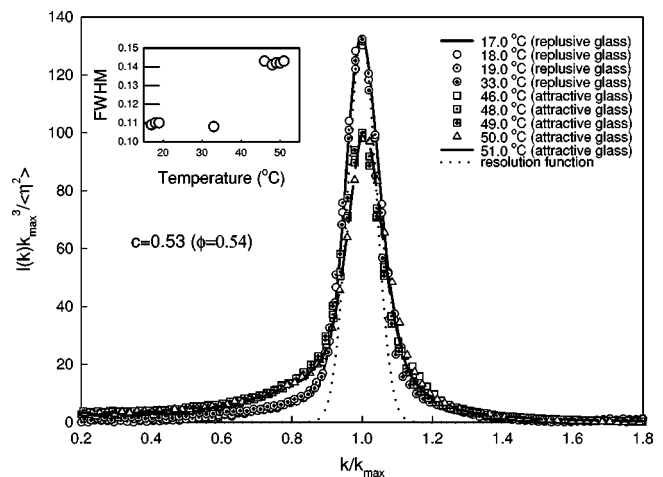 140
120
100
80
60
40
20
0
I(k)k_max^3/<η^2>
0.2 0.4 0.6 0.8 1.0 1.2 1.4 1.6 1.8
k/k_max
0.15
0.14
0.13
0.12
0.11
0.10
FWHM
20 30 40 50
Temperature (°C)
c=0.53 (ϕ=0.54)
17.0 °C (replusive glass)
18.0 °C (replusive glass)
19.0 °C (replusive glass)
33.0 °C (replusive glass)
46.0 °C (attractive glass)
48.0 °C (attractive glass)
49.0 °C (attractive glass)
50.0 °C (attractive glass)
51.0 °C (attractive glass)
resolution function